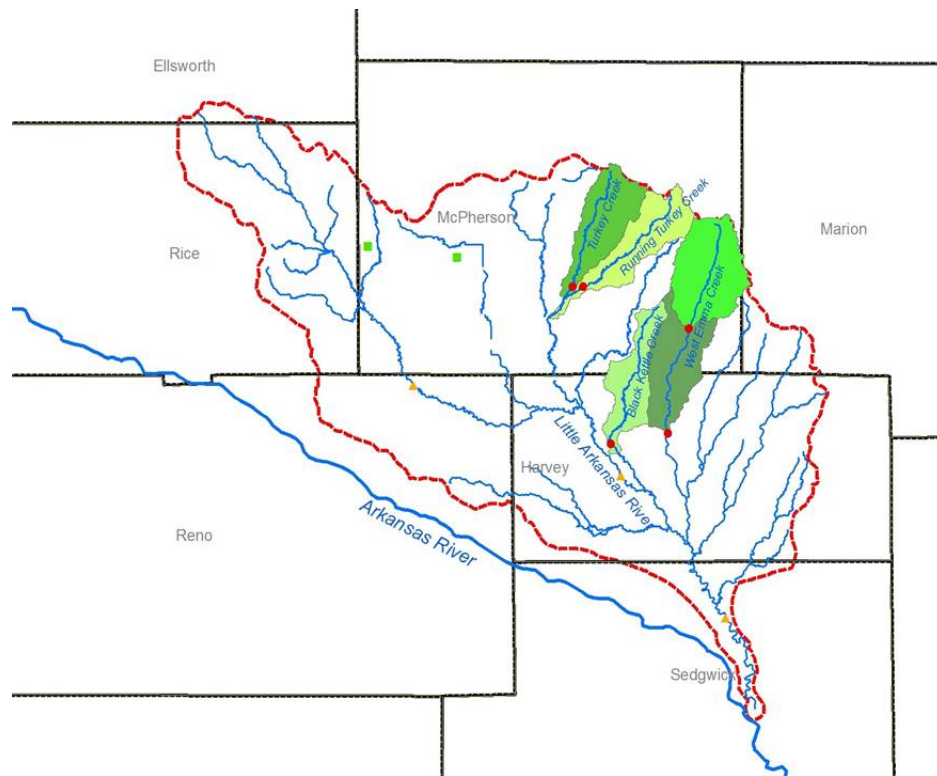 Ellsworth
McPherson
Turkey Creek
Running Turkey Creek
Marion
Rice
West Emma Creek
Black Kettle Creek
Little Arkansas River
Harvey
Arkansas River
Reno
Sedgwick